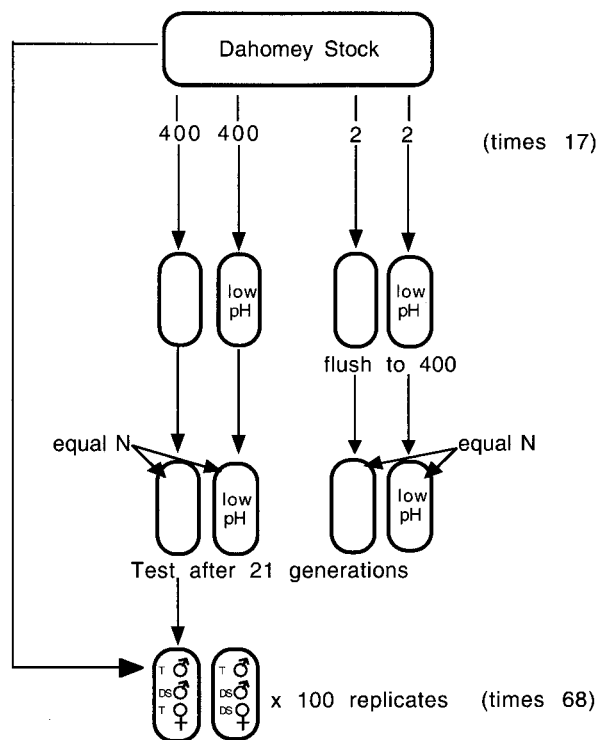 Dahomey Stock
400 400 2 2 (times 17)
low pH low pH
flush to 400
equal N equal N
low pH low pH
Test after 21 generations
T ♂ T ♂
DS ♂ DS ♂ x 100 replicates (times 68)
T ♀ DS ♀